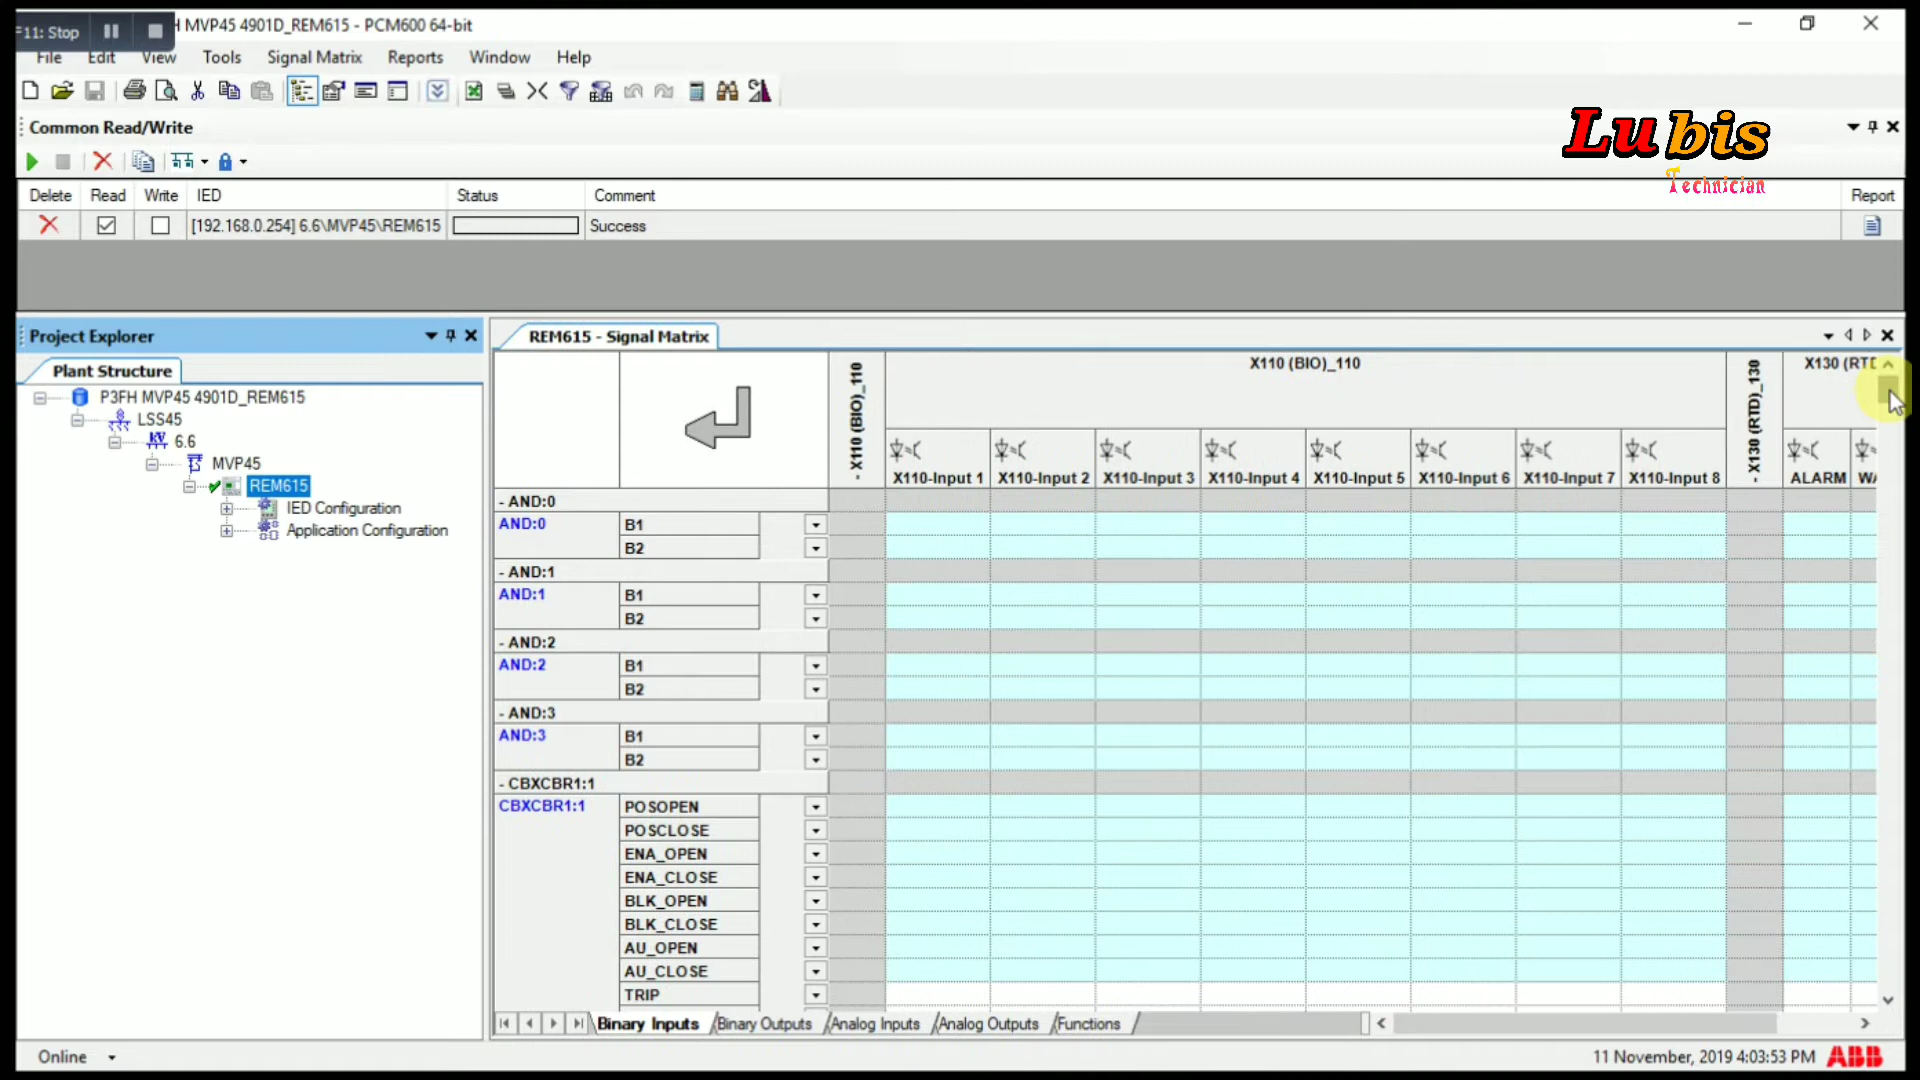 F11: Stop
H MVP45 4901D_REM615 - PCM600 64-bit
File Edit View Tools Signal Matrix Reports Window Help
Common Read/Write
Lubis
Technician
Delete Read Write IED Status Comment Report
[192.168.0.254] 6.6\MVP45\REM615 Success
Project Explorer
Plant Structure
P3FH MVP45 4901D_REM615
LSS45
6.6
MVP45
REM615
IED Configuration
Application Configuration
REM615 - Signal Matrix
- X110 (BIO)_110
X110 (BIO)_110
- X130 (RTD)_130
X130 (RTD
X110-Input 1 X110-Input 2 X110-Input 3 X110-Input 4 X110-Input 5 X110-Input 6 X110-Input 7 X110-Input 8 ALARM WA
- AND:0
AND:0 B1
B2
- AND:1
AND:1 B1
B2
- AND:2
AND:2 B1
B2
- AND:3
AND:3 B1
B2
- CBXCBR1:1
CBXCBR1:1 POSOPEN
POSCLOSE
ENA_OPEN
ENA_CLOSE
BLK_OPEN
BLK_CLOSE
AU_OPEN
AU_CLOSE
TRIP
Binary Inputs Binary Outputs Analog Inputs Analog Outputs Functions
Online 11 November, 2019 4:03:53 PM ABB